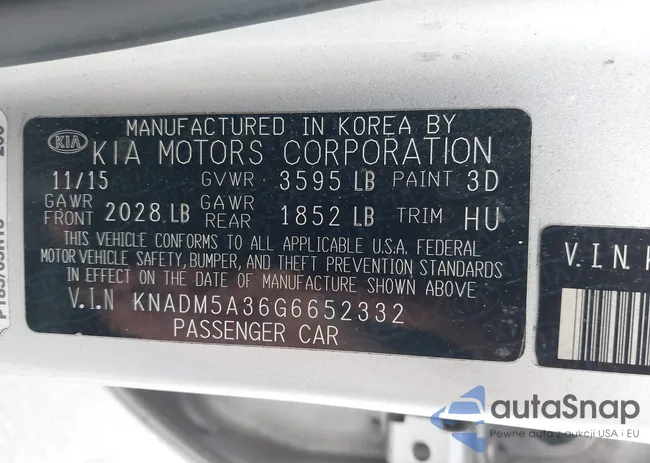 MANUFACTURED IN KOREA BY
KIA KIA MOTORS CORPORATION
11/15 GVWR 3595 LB PAINT 3D
GAWR FRONT 2028 LB GAWR REAR 1852 LB TRIM HU
THIS VEHICLE CONFORMS TO ALL APPLICABLE U.S.A. FEDERAL
MOTOR VEHICLE SAFETY, BUMPER, AND THEFT PREVENTION STANDARDS
IN EFFECT ON THE DATE OF MANUFACTURE SHOWN ABOVE
V.I.N KNADM5A36G6652332
PASSENGER CAR
V.I.N. K
autaSnap
Pewne auto z aukcji USA i EU